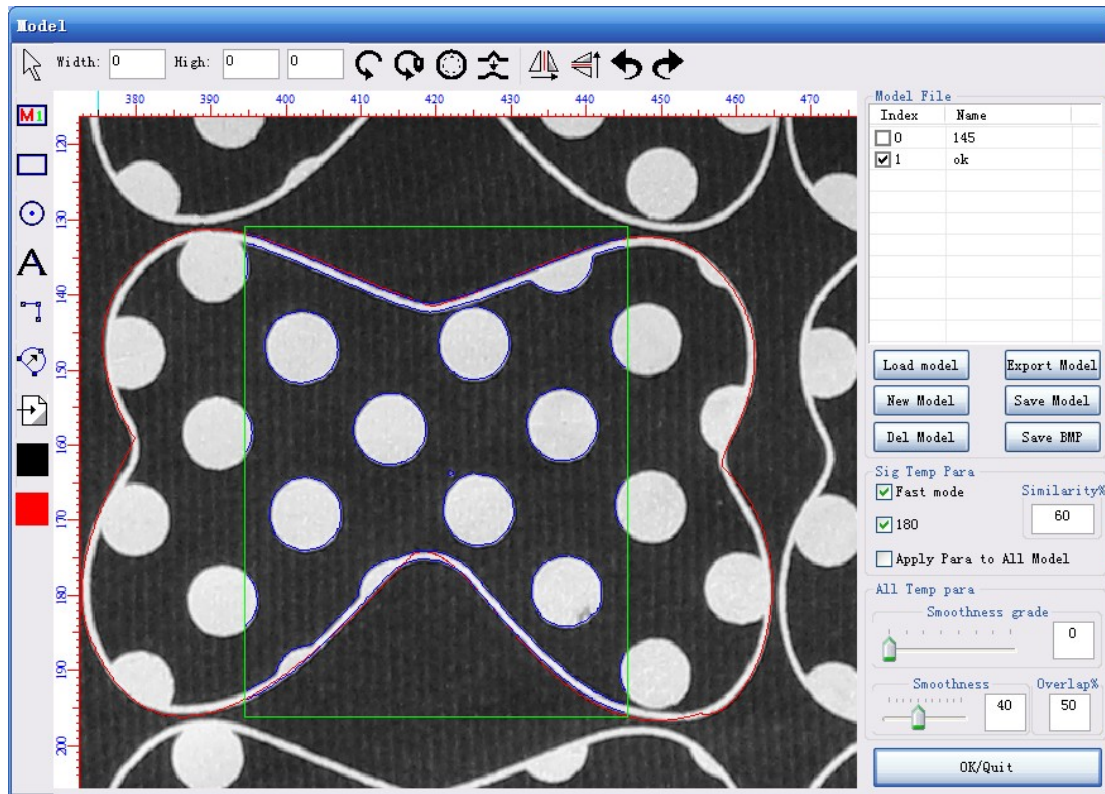 Model
Width: 0 High: 0 0
380 390 400 410 420 430 440 450 460 470
120
130
140
150
160
170
180
190
200
M1
A
Model File
Index Name
0 145
1 ok
Load model Export Model
New Model Save Model
Del Model Save BMP
Sig Temp Para
Fast mode Similarity%
180 60
Apply Para to All Model
All Temp para
Smoothness grade
0
Smoothness Overlap%
40 50
OK/Quit